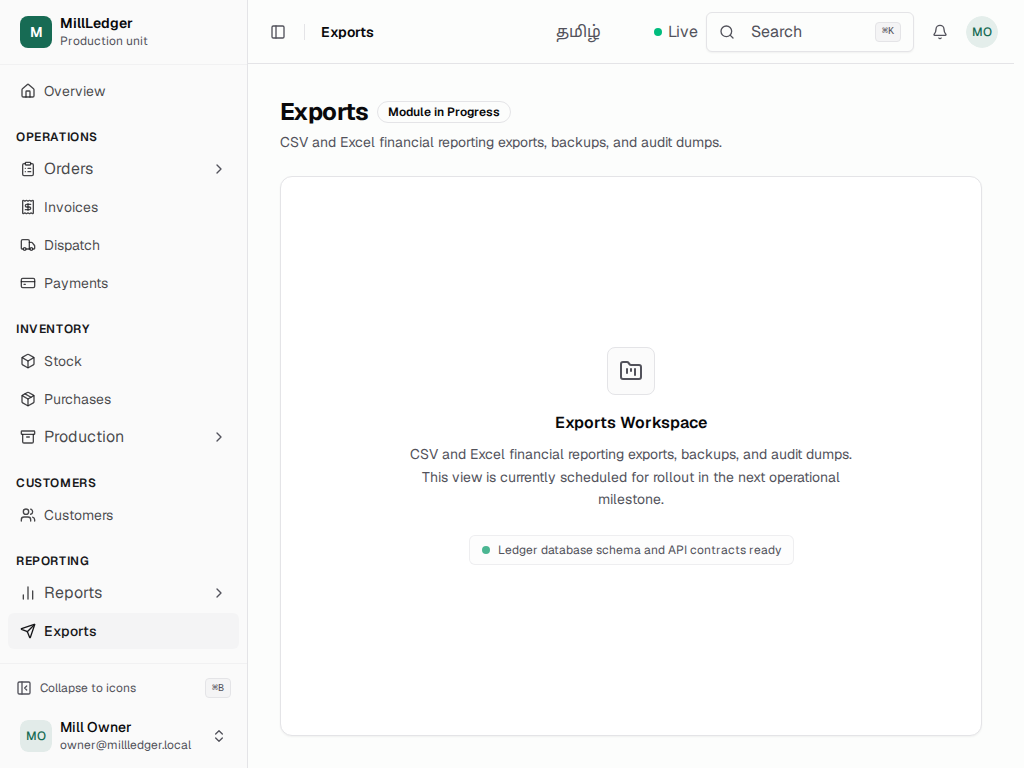 MillLedger
Production unit
Overview
OPERATIONS
Orders
Invoices
Dispatch
Payments
INVENTORY
Stock
Purchases
Production
CUSTOMERS
Customers
REPORTING
Reports
Exports
Collapse to icons
⌘B
MO
Mill Owner
owner@millledger.local
M
Exports
தமிழ்
Live
Search
⌘K
MO
Exports
Module in Progress
CSV and Excel financial reporting exports, backups, and audit dumps.
Exports Workspace
CSV and Excel financial reporting exports, backups, and audit dumps.
This view is currently scheduled for rollout in the next operational
milestone.
Ledger database schema and API contracts ready